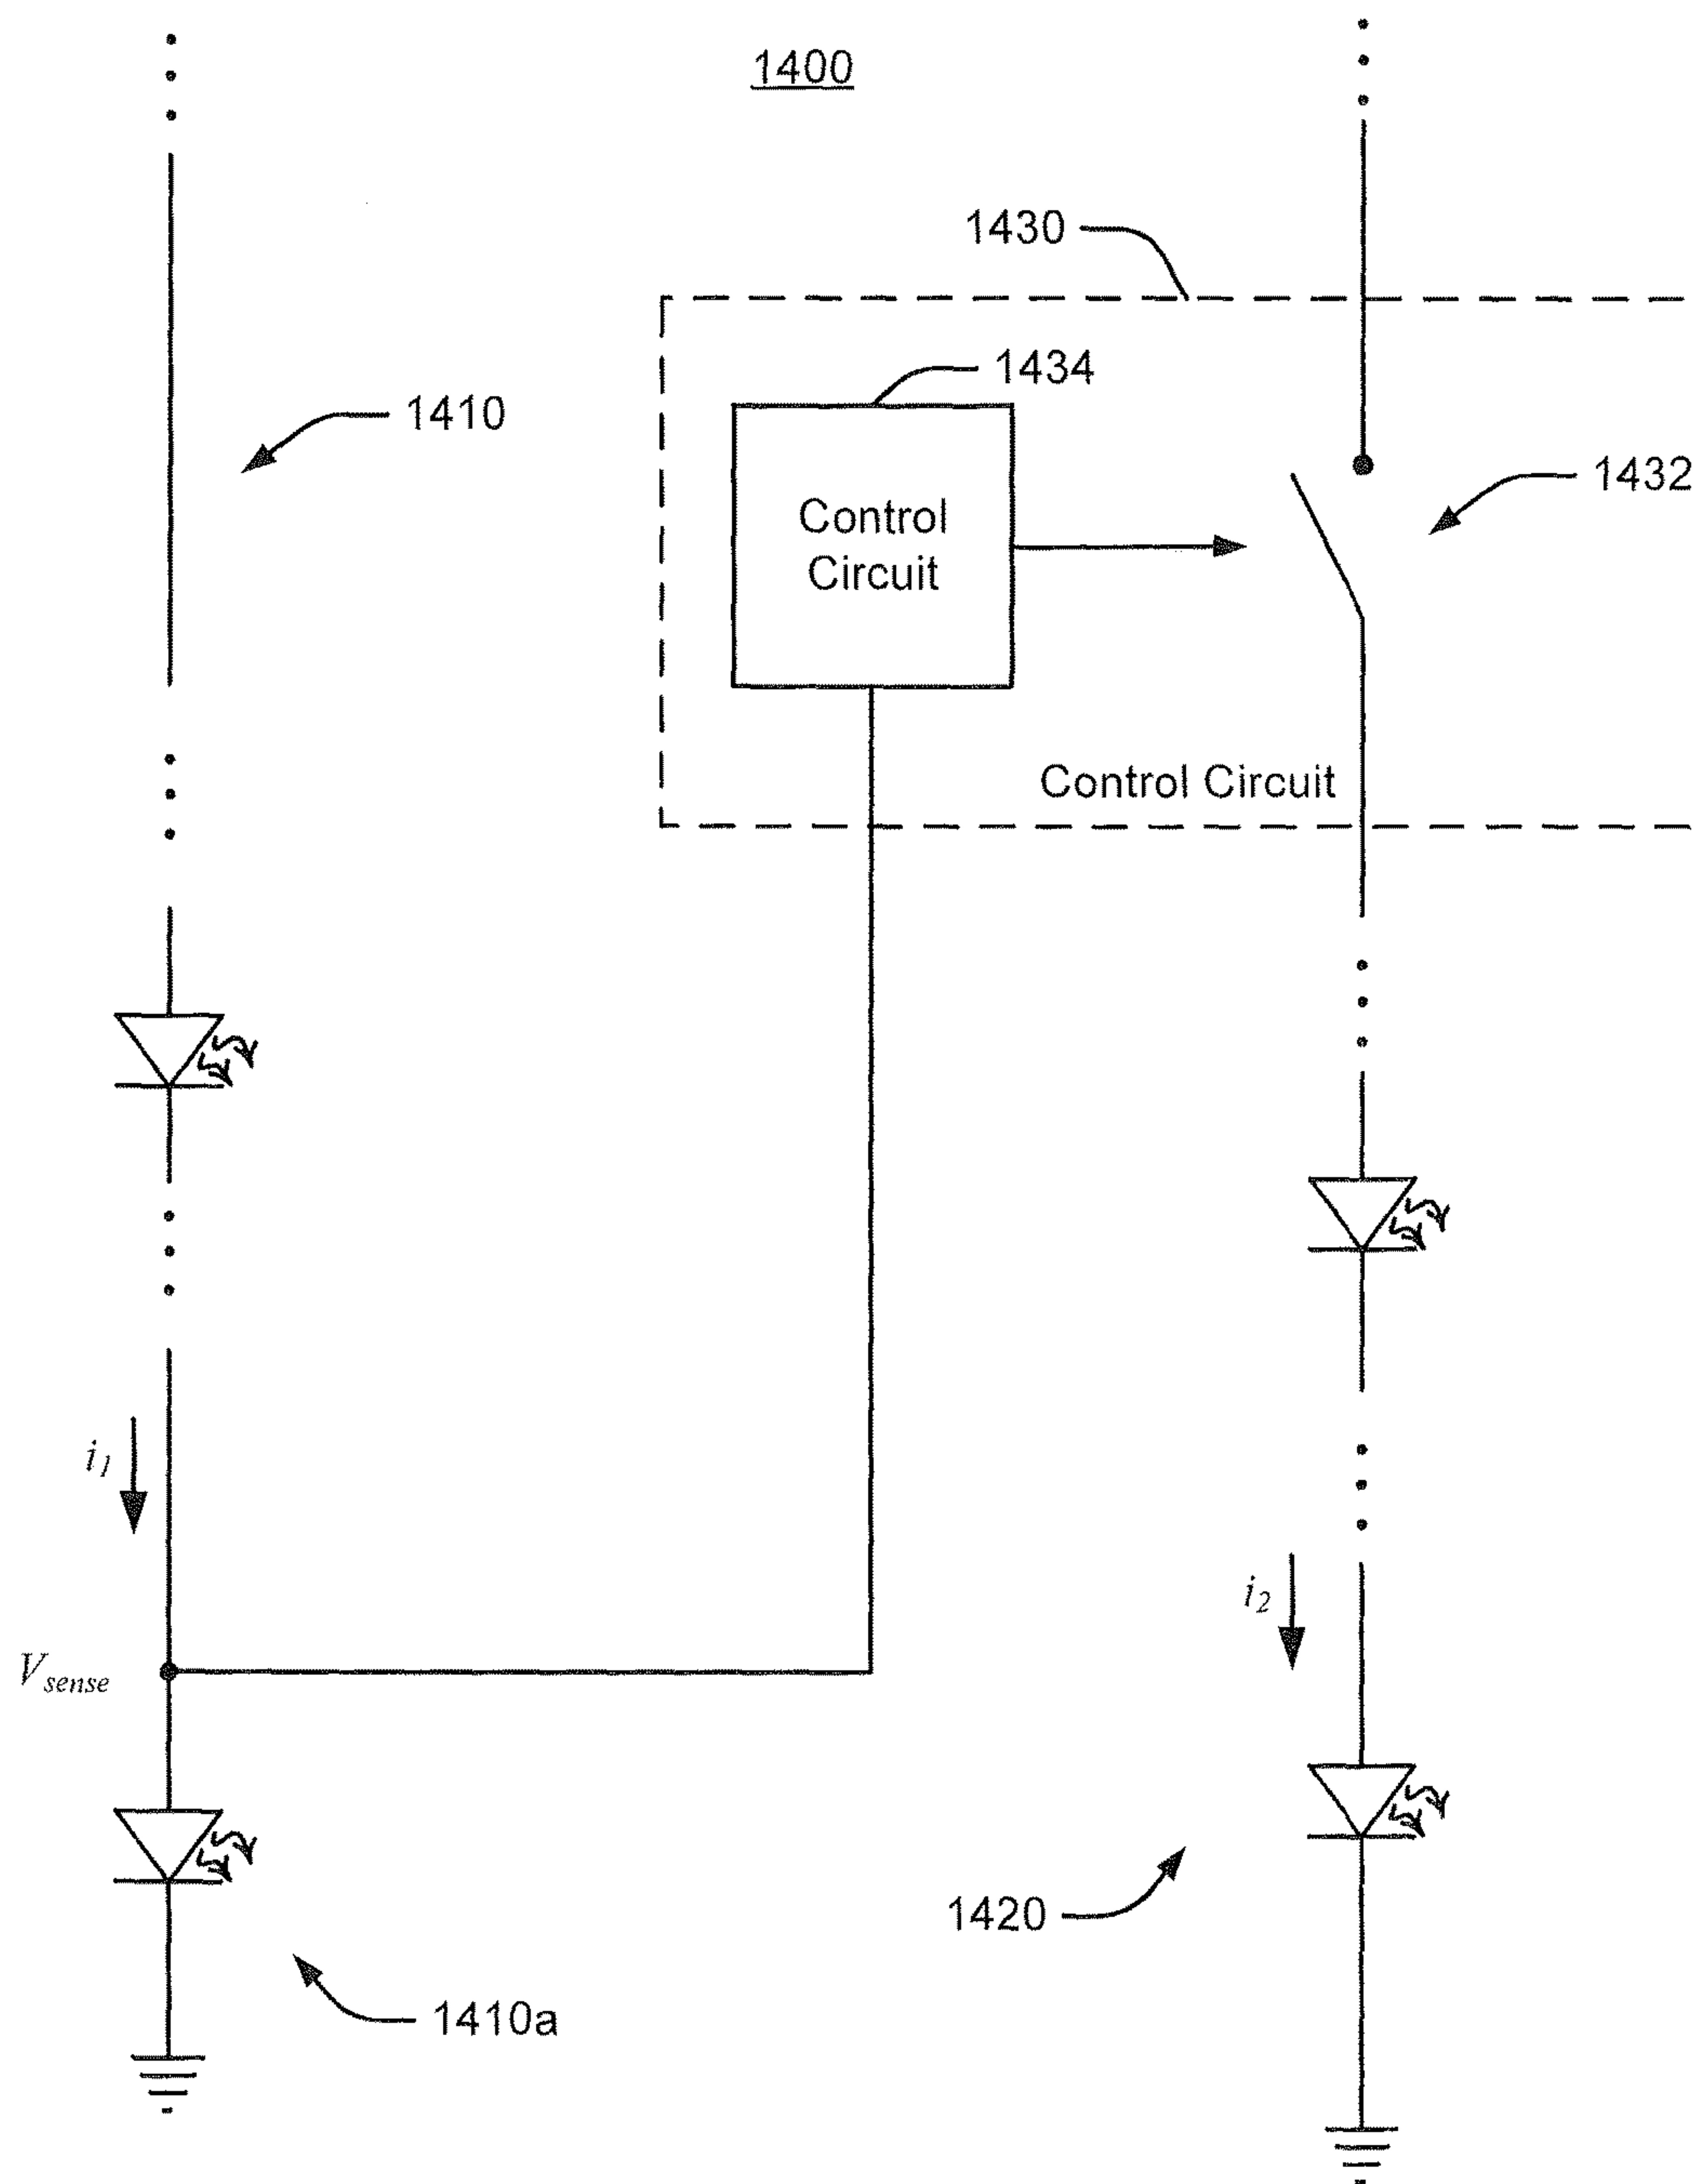 1400
1430
1434
1410
1432
Control
Circuit
Control Circuit
i1
i2
Vsense
1420
1410a